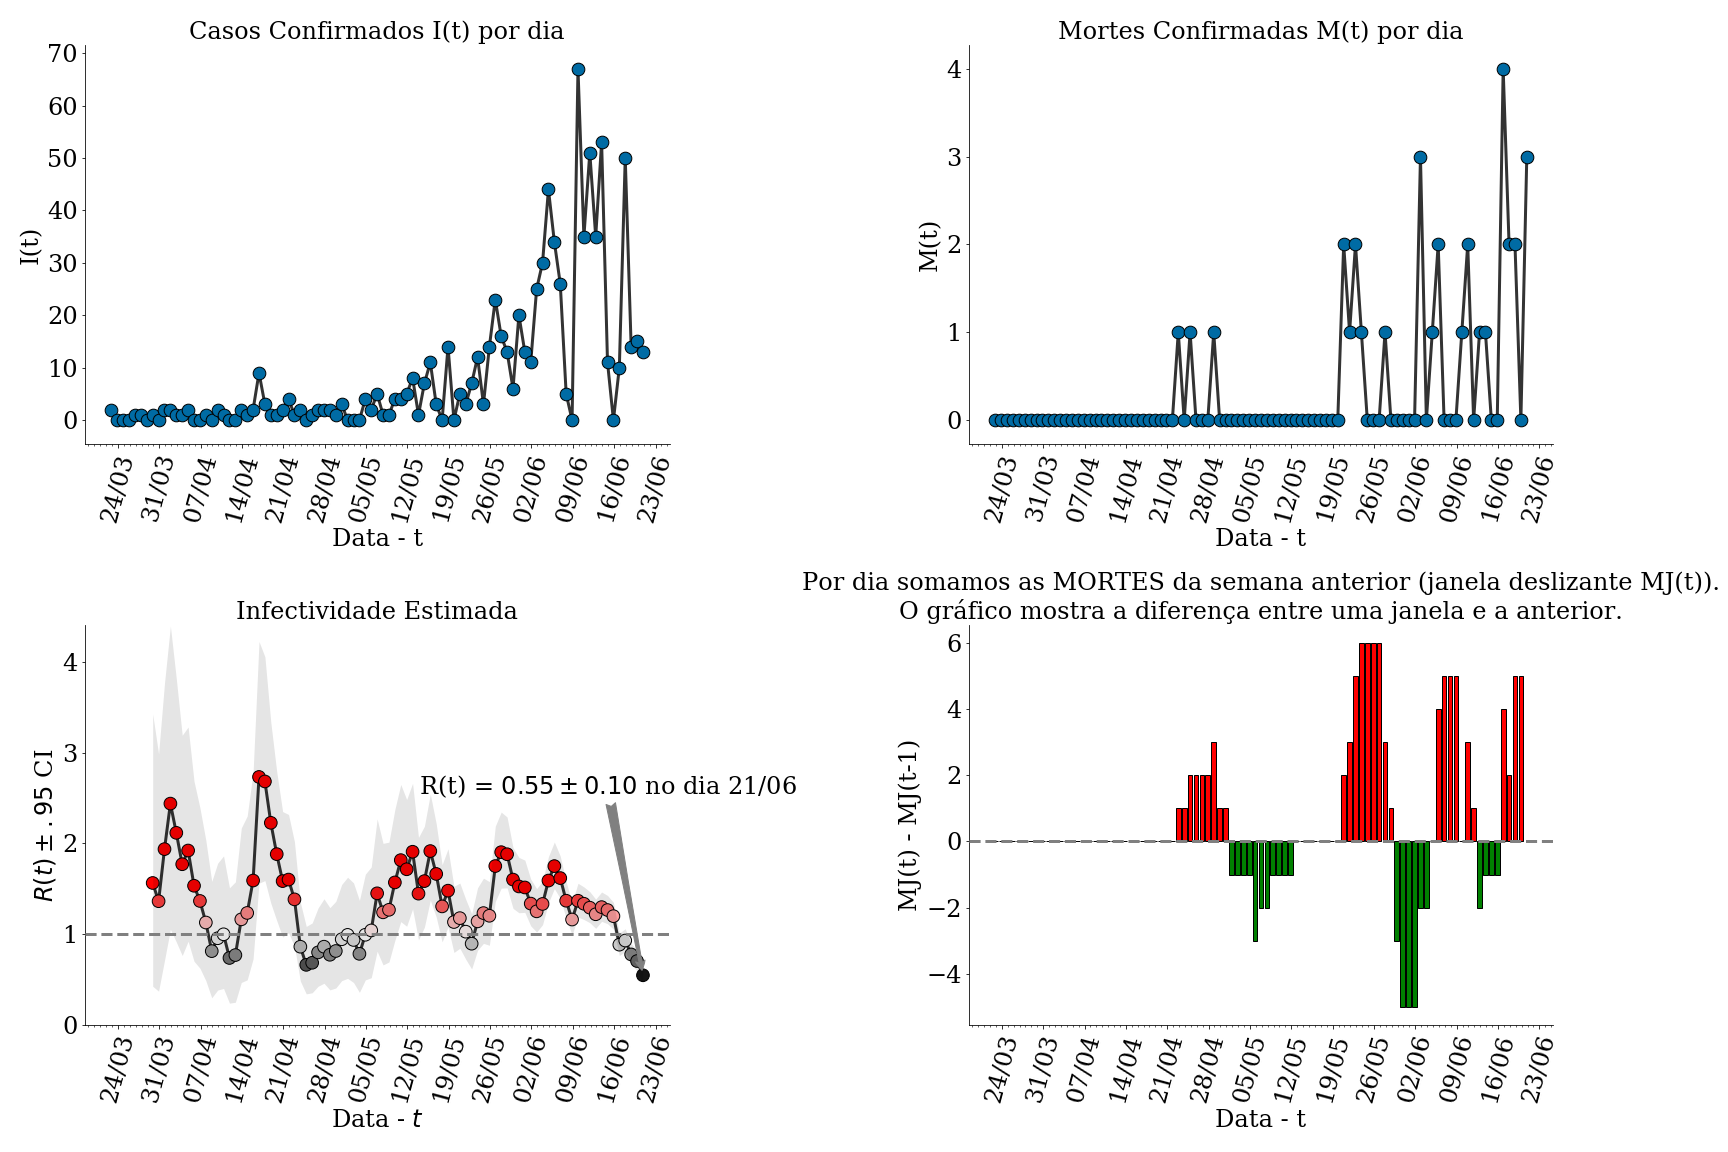 Casos Confirmados I(t) por dia
70
60
50
40
30
20
10
0
I(t)
24/03 31/03 07/04 14/04 21/04 28/04 05/05 12/05 19/05 26/05 02/06 09/06 16/06 23/06
Data - t
Mortes Confirmadas M(t) por dia
4
3
2
1
0
M(t)
24/03 31/03 07/04 14/04 21/04 28/04 05/05 12/05 19/05 26/05 02/06 09/06 16/06 23/06
Data - t
Infectividade Estimada
4
3
2
1
0
R(t) ± .95 CI
R(t) = 0.55 ± 0.10 no dia 21/06
24/03 31/03 07/04 14/04 21/04 28/04 05/05 12/05 19/05 26/05 02/06 09/06 16/06 23/06
Data - t
Por dia somamos as MORTES da semana anterior (janela deslizante MJ(t)).
O gráfico mostra a diferença entre uma janela e a anterior.
6
4
2
0
−2
−4
MJ(t) - MJ(t-1)
24/03 31/03 07/04 14/04 21/04 28/04 05/05 12/05 19/05 26/05 02/06 09/06 16/06 23/06
Data - t